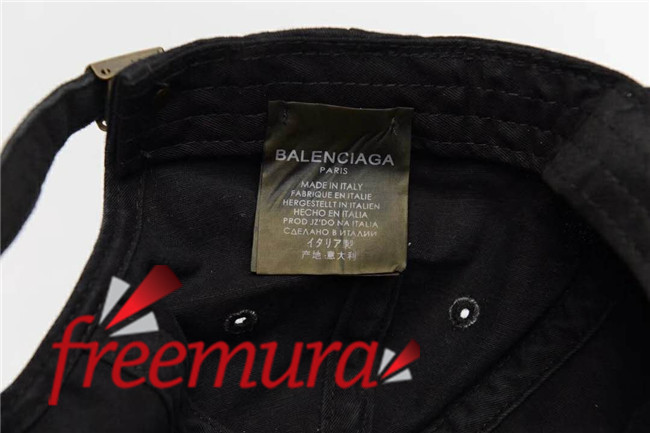 BALENCIAGA
PARIS
MADE IN ITALY
FABRIQUE EN ITALIE
HERGESTELLT IN ITALIEN
HECHO EN ITALIA
PROD JZ'DO NA ITALIA
СДЕЛАНО В ИТАЛИИ
イタリア製
产地·意大利
freemura